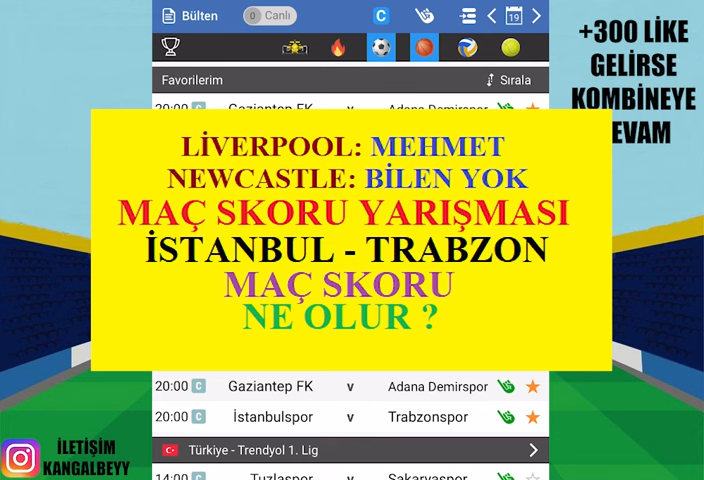 Bülten
0 Canlı
C
19
+300 LİKE
GELİRSE
KOMBİNEYE
EVAM
Favorilerim
Sırala
20:00 C Gaziantep FK v Adana Demirspor
LİVERPOOL: MEHMET
NEWCASTLE: BİLEN YOK
MAÇ SKORU YARIŞMASI
İSTANBUL - TRABZON
MAÇ SKORU
NE OLUR ?
20:00 C Gaziantep FK v Adana Demirspor
20:00 C İstanbulspor v Trabzonspor
Türkiye - Trendyol 1. Lig
14:00 C Tuzlaspor v Sakaryaspor
İLETİŞİM
KANGALBEYY